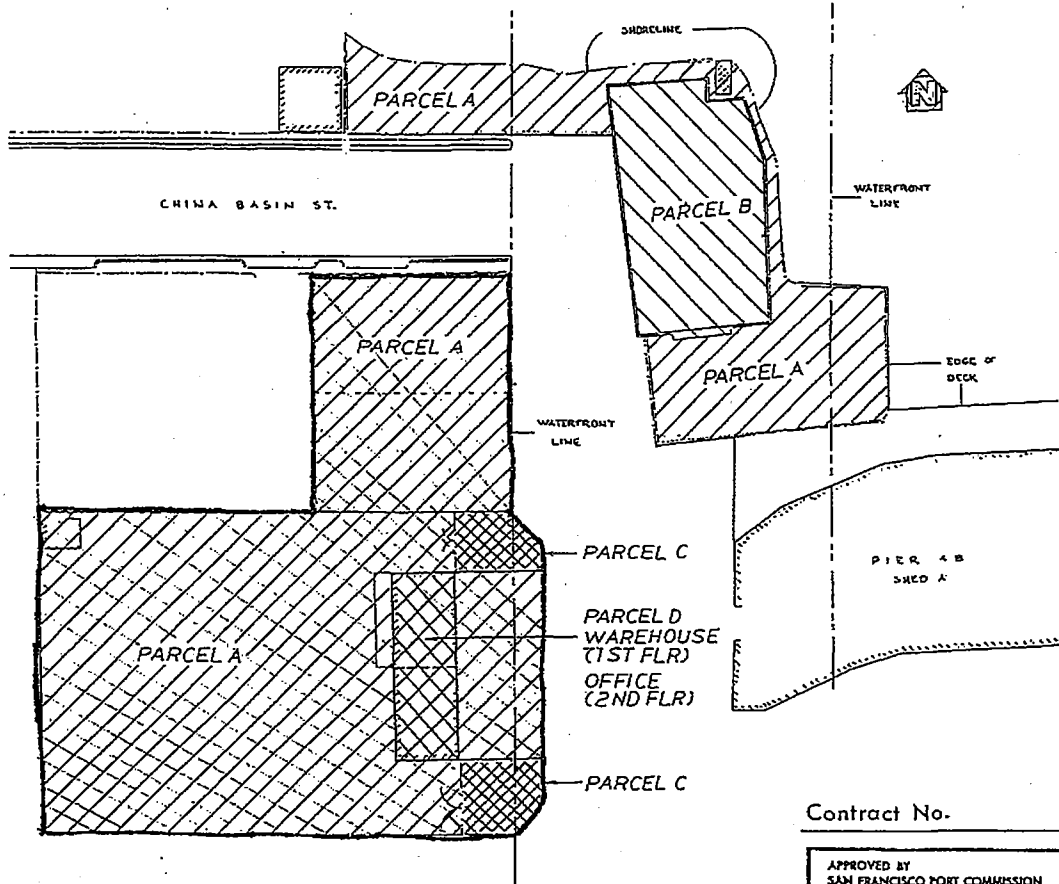 SHORELINE
PARCEL A
N
CHINA BASIN ST.
PARCEL B
WATERFRONT
LINE
PARCEL A
PARCEL A
EDGE OF
DECK
WATERFRONT
LINE
PARCEL C
PIER 48
SHED A
PARCEL D
WAREHOUSE
(1ST FLR)
OFFICE
(2ND FLR)
PARCEL A
PARCEL C
Contract No.
APPROVED BY
SAN FRANCISCO PORT COMMISSION